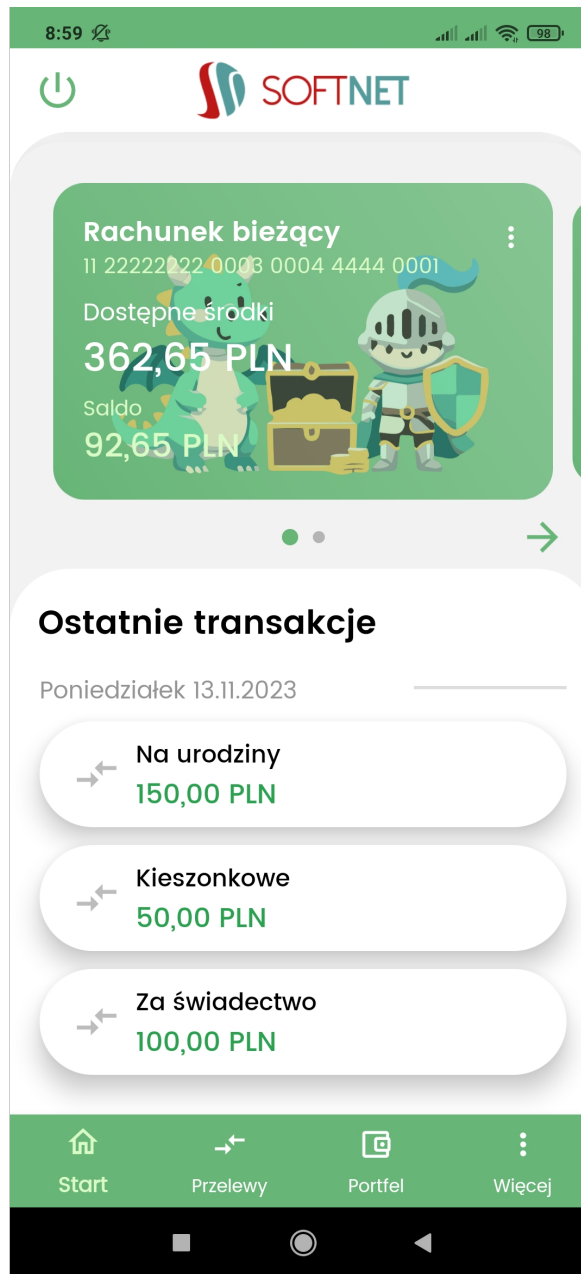 8:59
98
SOFTNET
Rachunek bieżący
11 22222222 0003 0004 4444 0001
Dostępne środki
362,65 PLN
Saldo
92,65 PLN
Ostatnie transakcje
Poniedziałek 13.11.2023
Na urodziny
150,00 PLN
Kieszonkowe
50,00 PLN
Za świadectwo
100,00 PLN
Start Przelewy Portfel Więcej